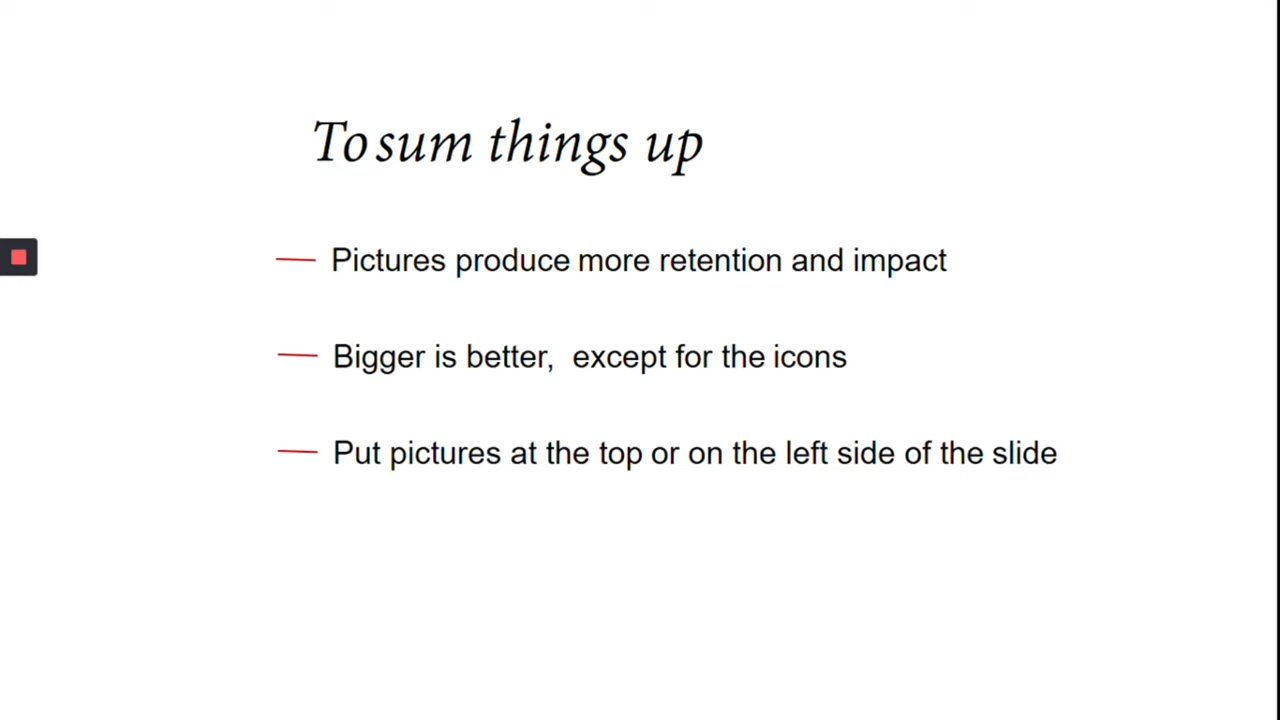 To sum things up
Pictures produce more retention and impact
Bigger is better, except for the icons
Put pictures at the top or on the left side of the slide